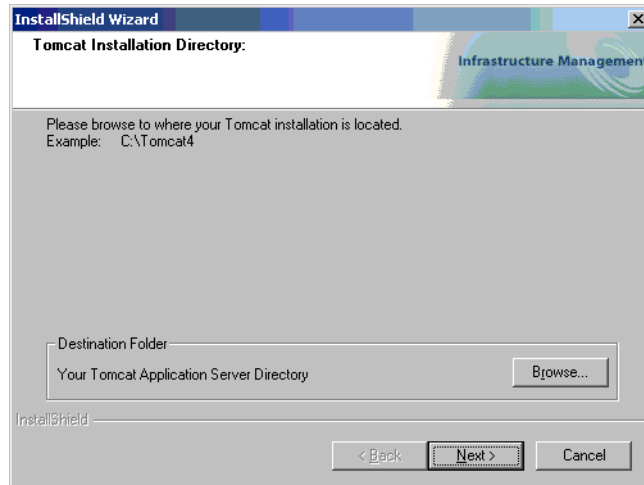 InstallShield Wizard
Tomcat Installation Directory:
Infrastructure Management
Please browse to where your Tomcat installation is located.
Example: C:\Tomcat4
Destination Folder
Your Tomcat Application Server Directory
Browse...
InstallShield
< Back
Next >
Cancel